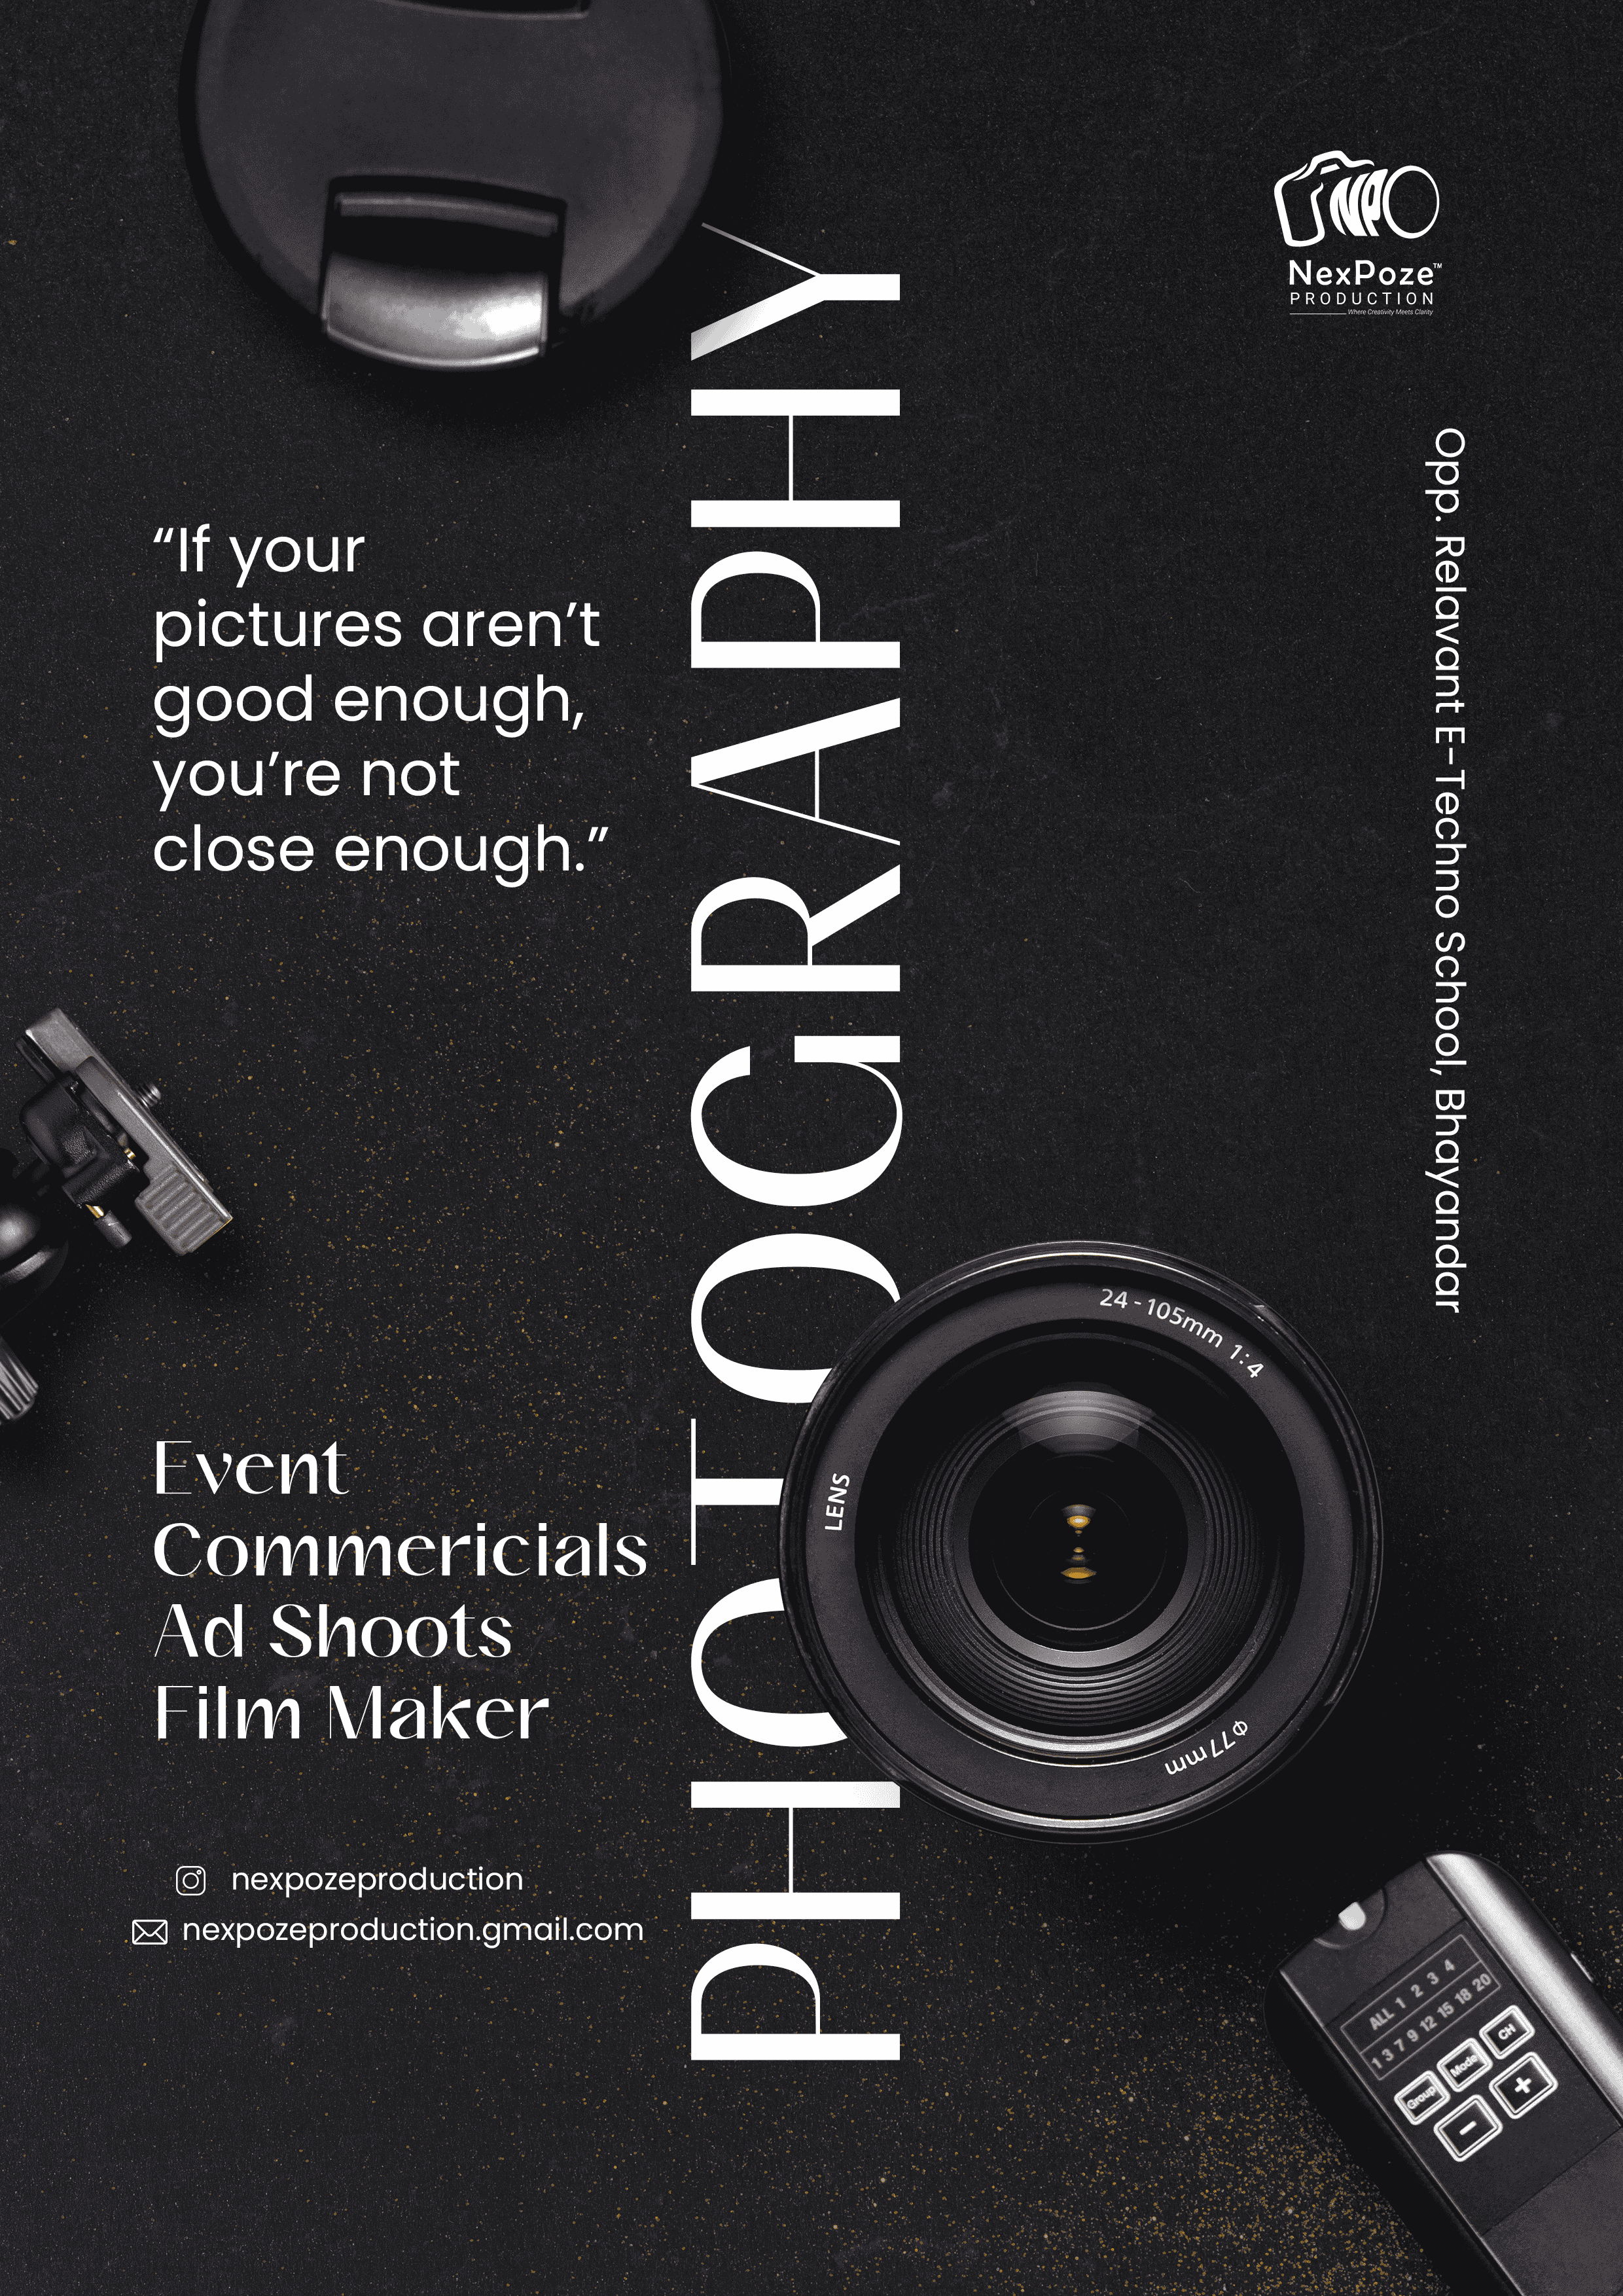 NPO
NexPoze™
PRODUCTION
Where Creativity Meets Clarity
“If your
pictures aren’t
good enough,
you’re not
close enough.”
PHOTOGRAPHY
Opp. Relavant E-Techno School, Bhayandar
24-105mm 1:4
LENS
Φ77mm
Event
Commericials
Ad Shoots
Film Maker
nexpozeproduction
nexpozeproduction.gmail.com
ALL 1 2 3 4
1 3 7 9 12 15 18 20
Group Mode CH
- +